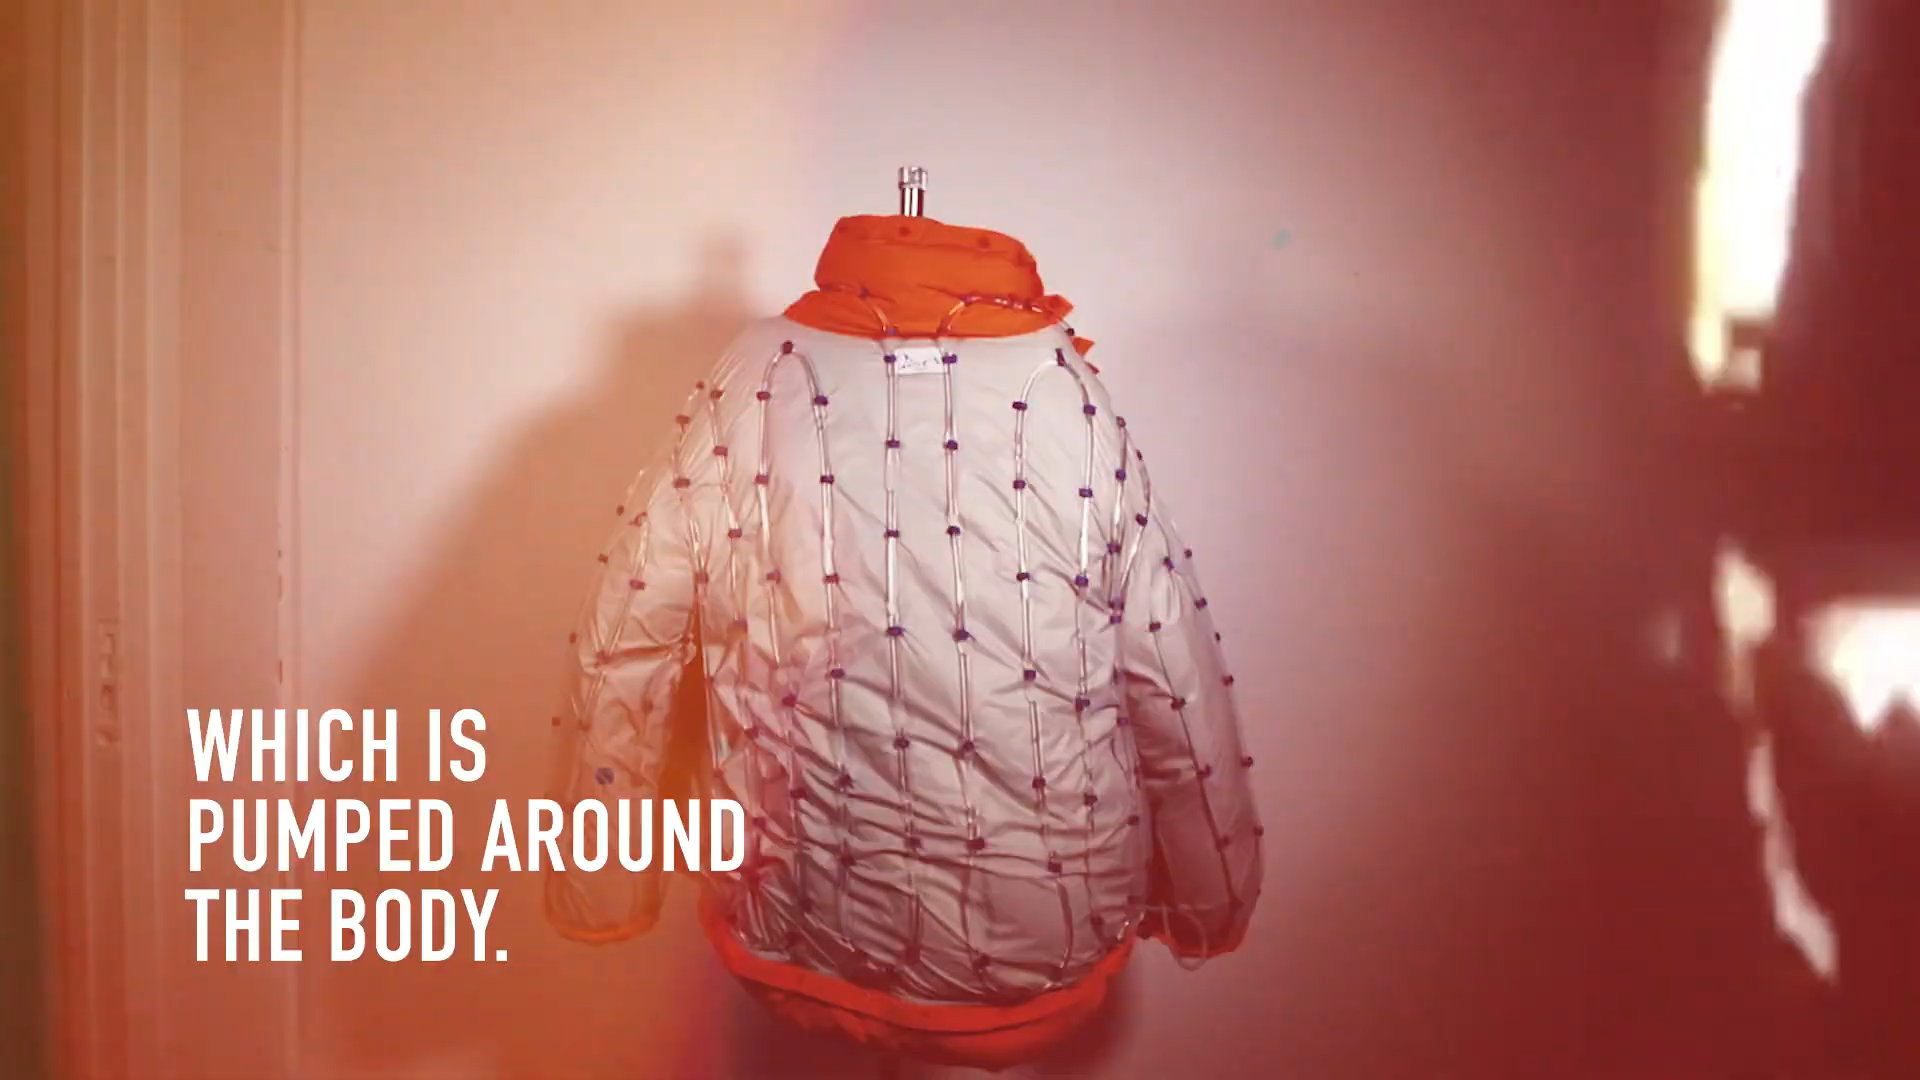 WHICH IS
PUMPED AROUND
THE BODY.